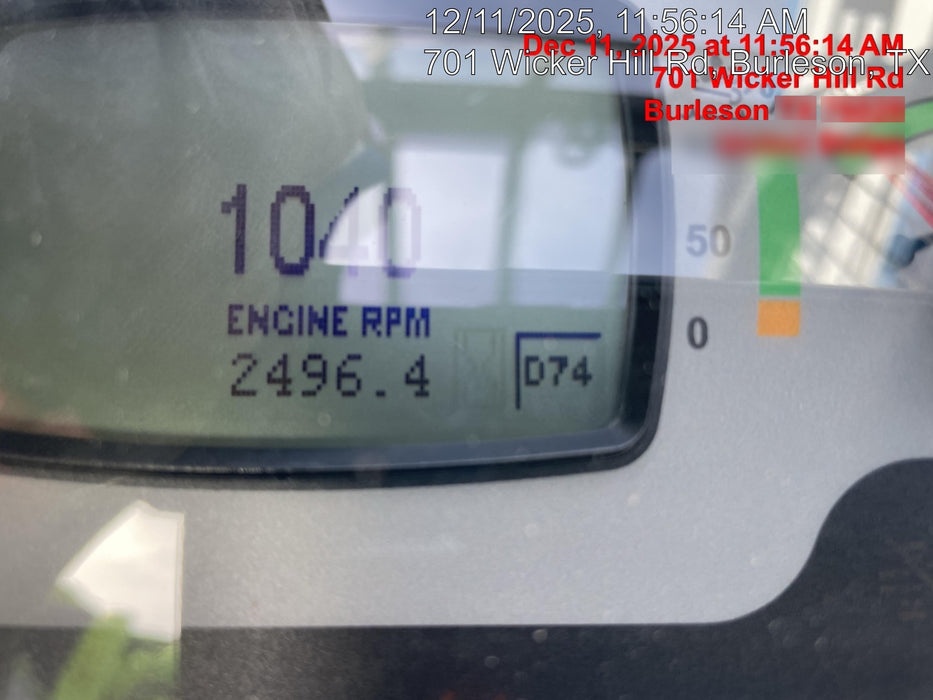 12/11/2025, 11:56:14 AM
701 Wicker Hill Rd, Burleson, TX
Dec 11, 2025 at 11:56:14 AM
701 Wicker Hill Rd
Burleson
1040
ENGINE RPM
2496.4
D74
50
0